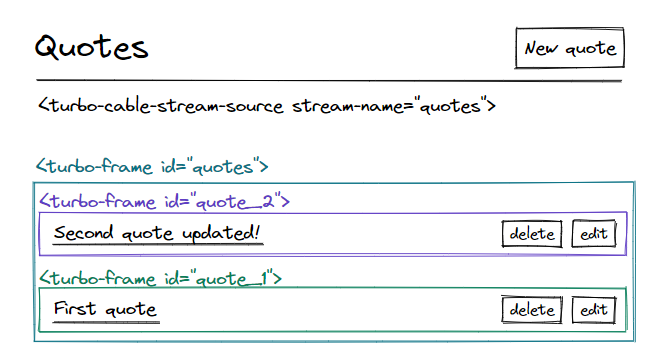 Quotes
New quote
<turbo-cable-stream-source stream-name="quotes">
<turbo-frame id="quotes">
<turbo-frame id="quote_2">
Second quote updated! delete edit
<turbo-frame id="quote_1">
First quote delete edit